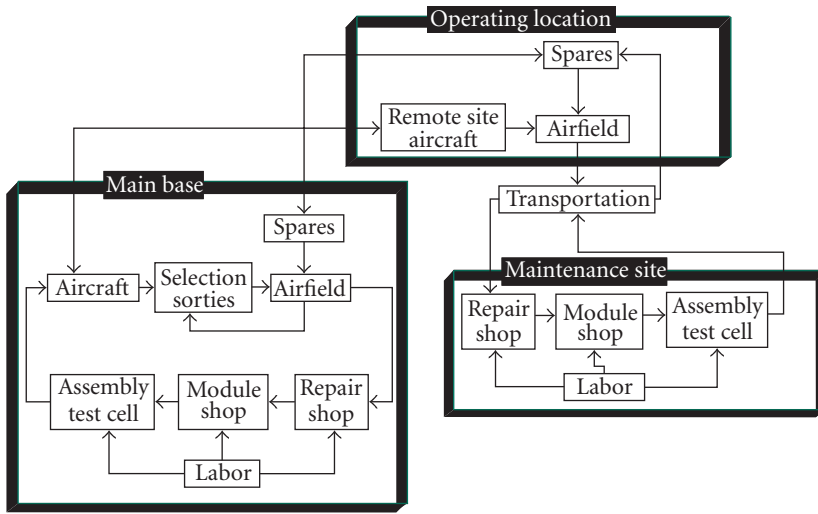 Operating location
Spares
Remote site
aircraft
Airfield
Transportation
Main base
Spares
Aircraft
Selection
sorties
Airfield
Assembly
test cell
Module
shop
Repair
shop
Labor
Maintenance site
Repair
shop
Module
shop
Assembly
test cell
Labor